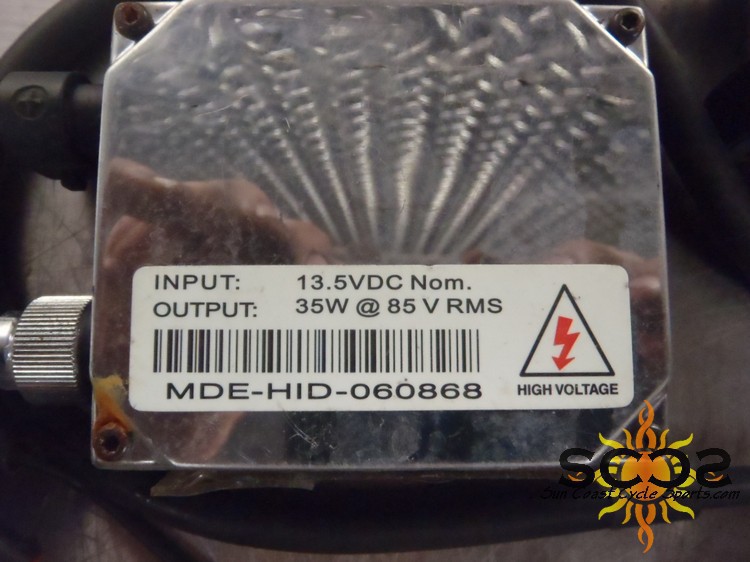 INPUT: 13.5VDC Nom.
OUTPUT: 35W @ 85 V RMS
MDE-HID-060868
HIGH VOLTAGE
SCCS
Sun Coast Cycle Sports.com